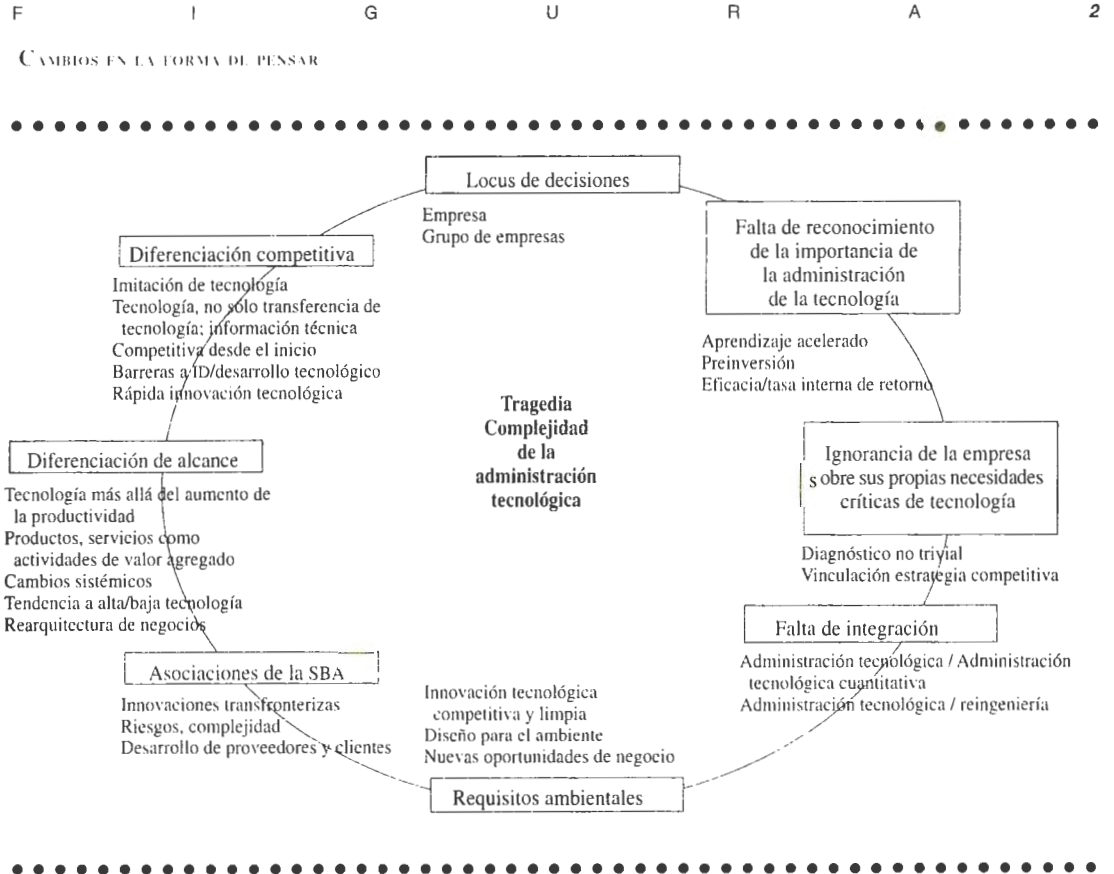 F I G U R A 2
CAMBIOS EN LA FORMA DE PENSAR
Locus de decisiones
Empresa
Grupo de empresas
Falta de reconocimiento
de la importancia de
la administración
de la tecnología
Aprendizaje acelerado
Preinversión
Eficacia/tasa interna de retorno
Ignorancia de la empresa
sobre sus propias necesidades
críticas de tecnología
Diagnóstico no trivial
Vinculación estrategia competitiva
Falta de integración
Administración tecnológica / Administración
tecnológica cuantitativa
Administración tecnológica / reingeniería
Innovación tecnológica
competitiva y limpia
Diseño para el ambiente
Nuevas oportunidades de negocio
Requisitos ambientales
Asociaciones de la SBA
Innovaciones transfronterizas
Riesgos, complejidad
Desarrollo de proveedores y clientes
Diferenciación de alcance
Tecnología más allá del aumento de
la productividad
Productos, servicios como
actividades de valor agregado
Cambios sistémicos
Tendencia a alta/baja tecnología
Rearquitectura de negocios
Diferenciación competitiva
Imitación de tecnología
Tecnología, no sólo transferencia de
tecnología; información técnica
Competitiva desde el inicio
Barreras a ID/desarrollo tecnológico
Rápida innovación tecnológica
Tragedia
Complejidad
de la
administración
tecnológica